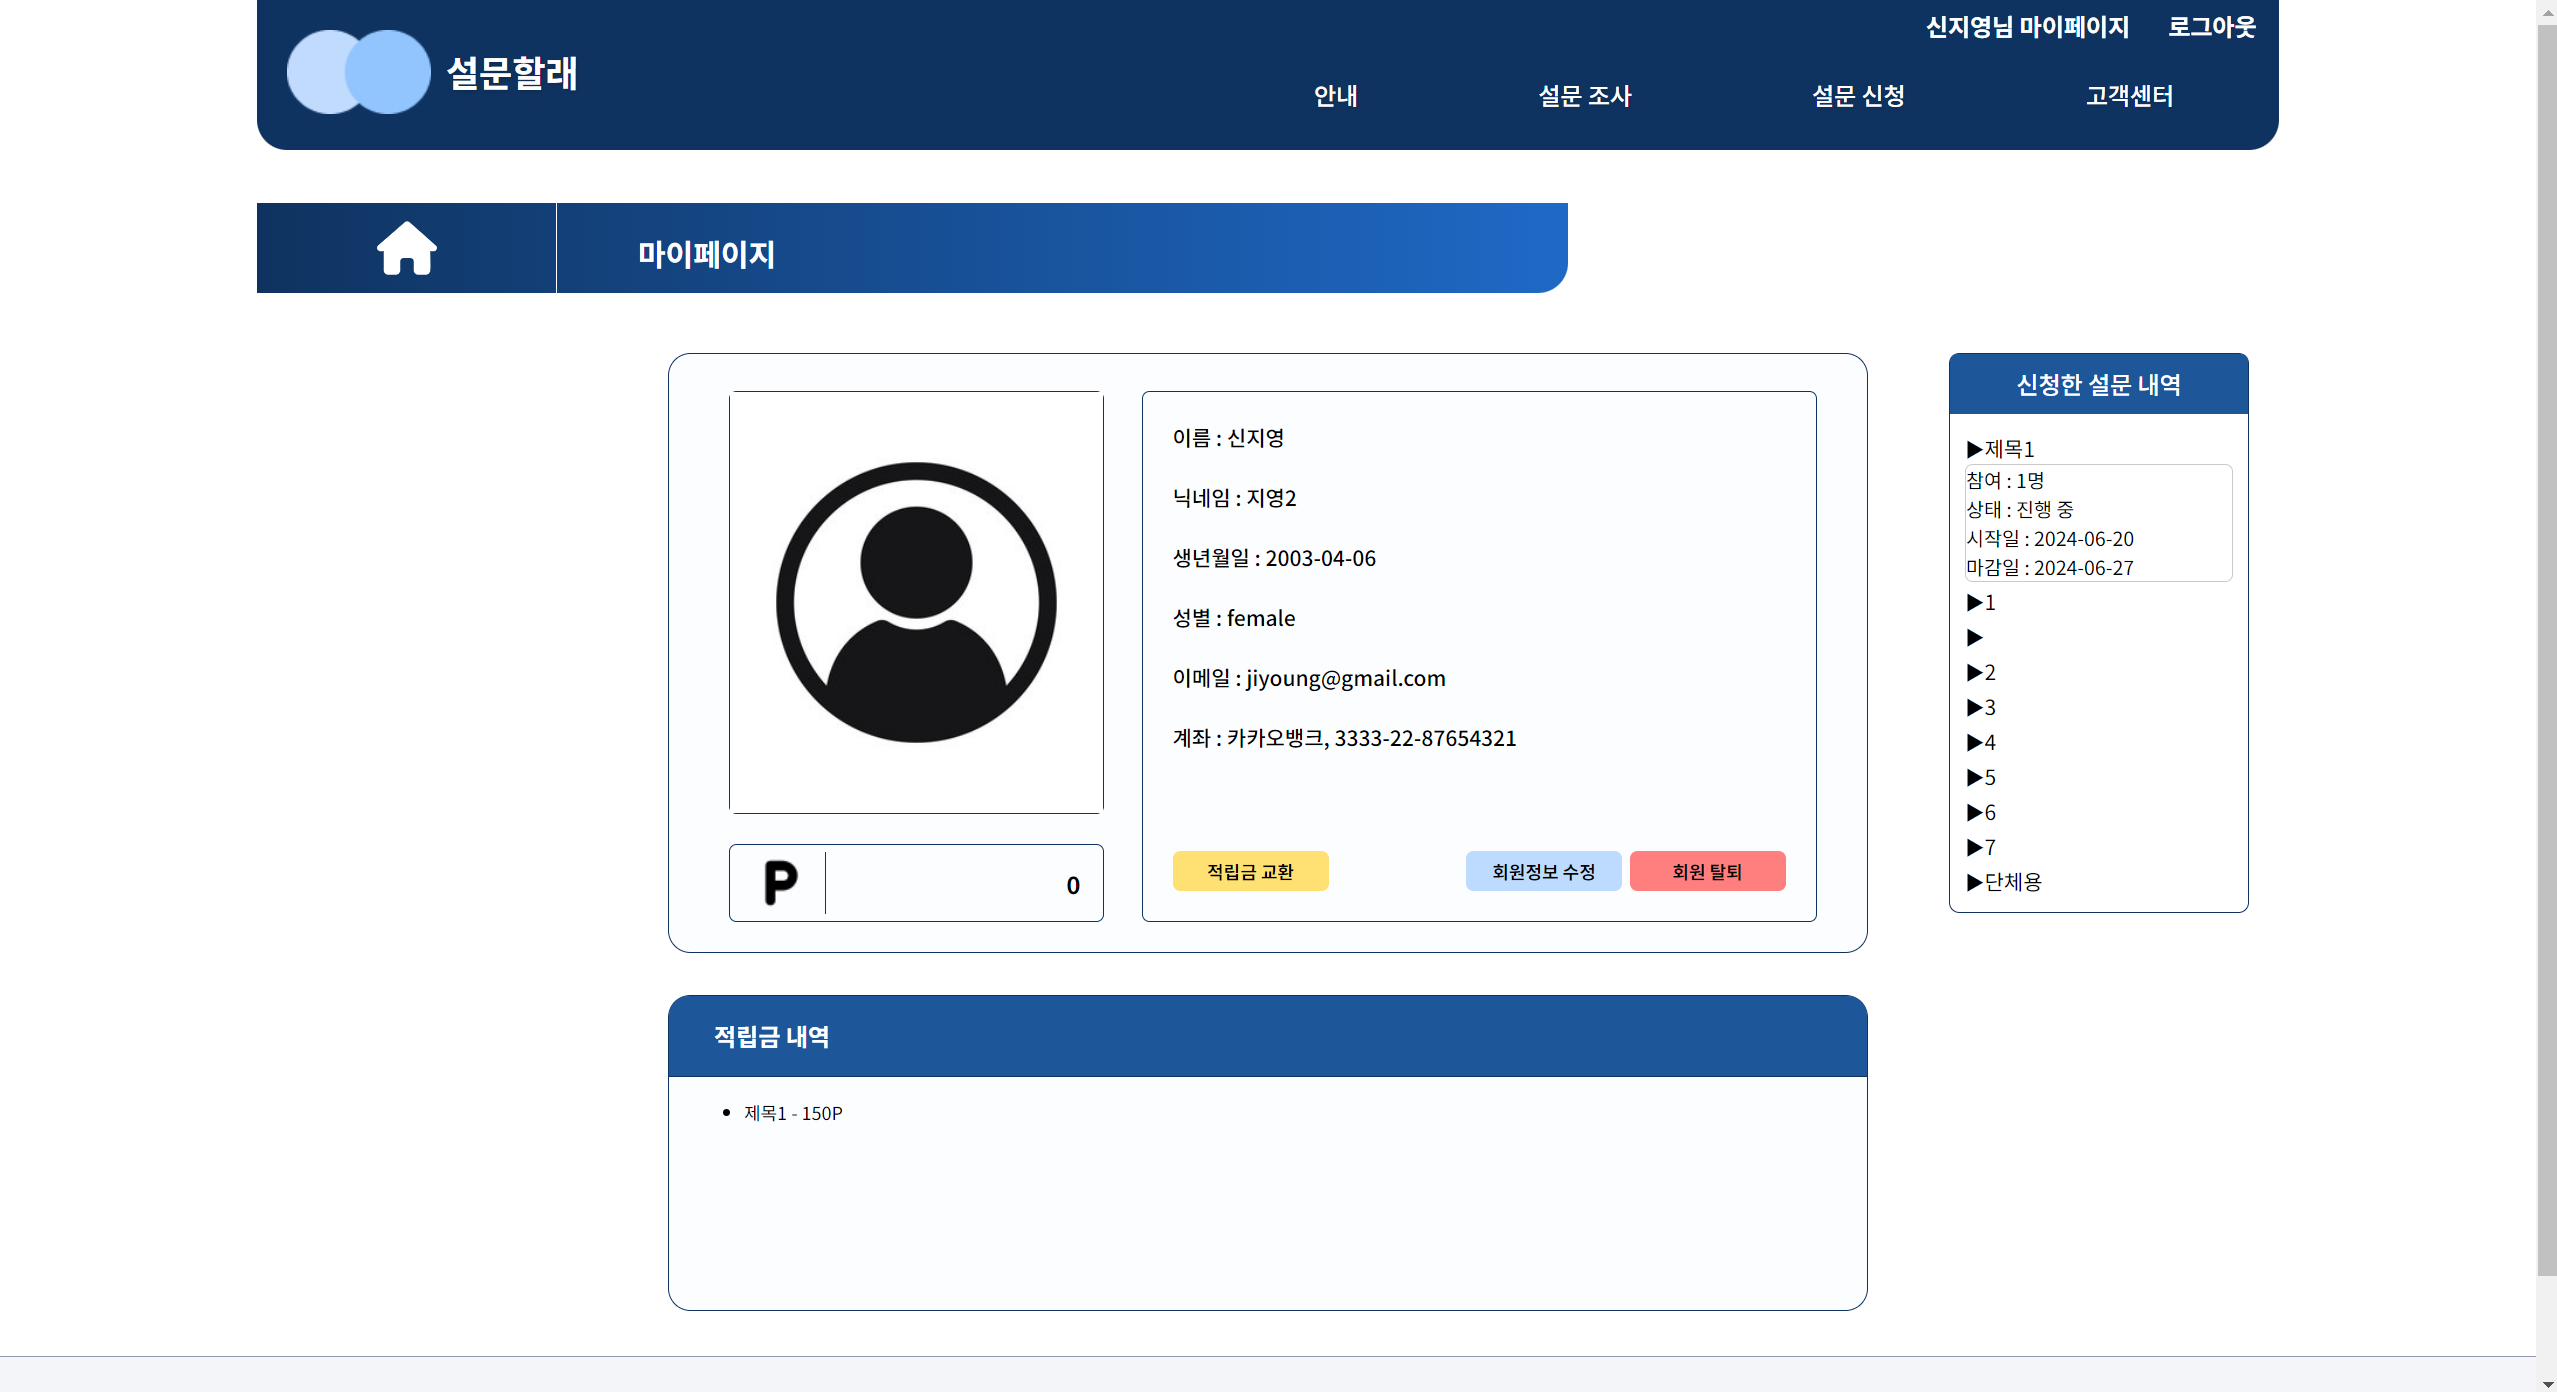 신지영님 마이페이지 로그아웃
설문할래
안내 설문 조사 설문 신청 고객센터
마이페이지
이름 : 신지영
닉네임 : 지영2
생년월일 : 2003-04-06
성별 : female
이메일 : jiyoung@gmail.com
계좌 : 카카오뱅크, 3333-22-87654321
적립금 교환 회원정보 수정 회원 탈퇴
P 0
신청한 설문 내역
▶제목1
참여 : 1명
상태 : 진행 중
시작일 : 2024-06-20
마감일 : 2024-06-27
▶1
▶
▶2
▶3
▶4
▶5
▶6
▶7
▶단체용
적립금 내역
• 제목1 - 150P